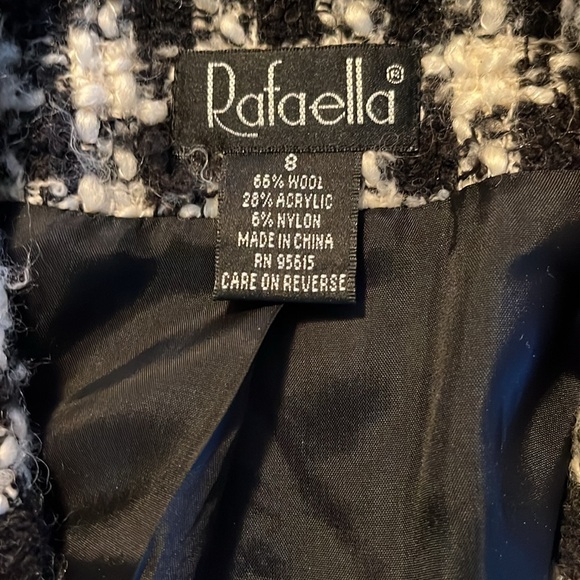 Rafaella®
8
66% WOOL
28% ACRYLIC
6% NYLON
MADE IN CHINA
RN 95615
CARE ON REVERSE